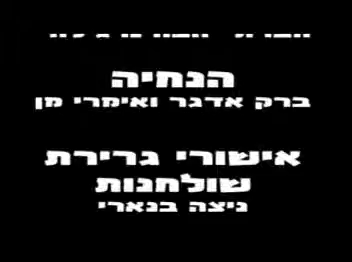 הנחיה
ברק אדגר ואימרי מן
אישורי גרירת
שולחנות
ניצה בנארי